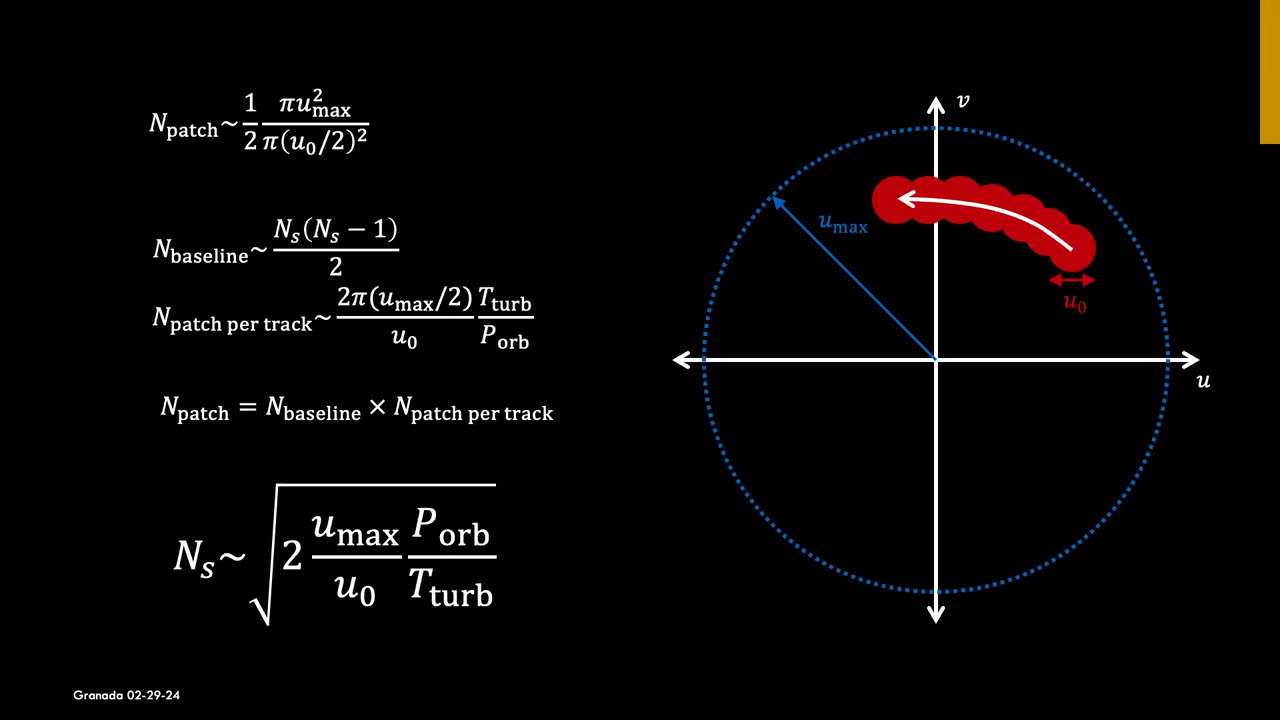 N_patch ~ 1/2 πu_max^2 / π(u_0/2)^2
N_baseline ~ N_s(N_s − 1) / 2
N_patch per track ~ 2π(u_max/2) / u_0 T_turb / P_orb
N_patch = N_baseline × N_patch per track
N_s ~ √(2 u_max / u_0 P_orb / T_turb)
v
u_max
u_0
u
Granada 02-29-24